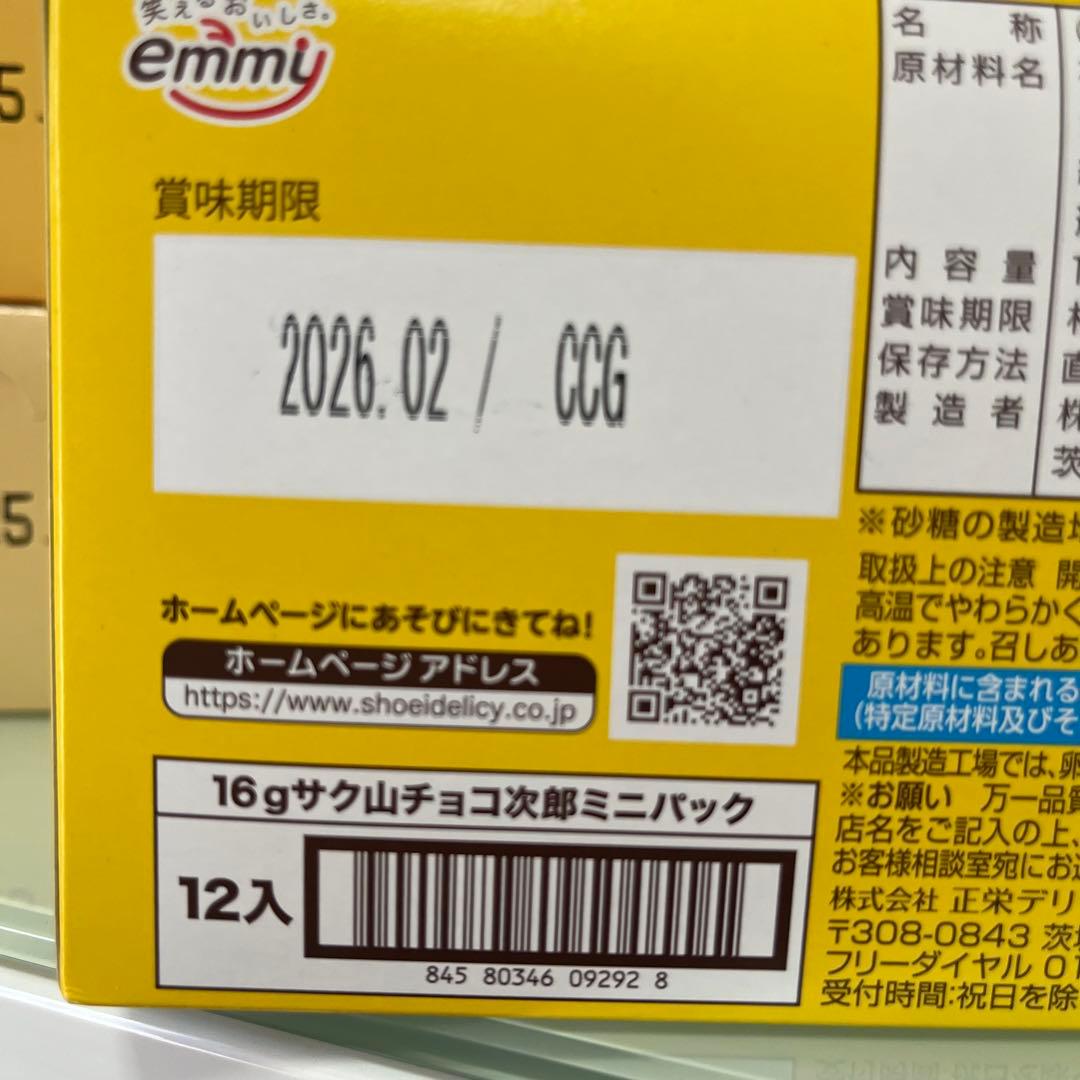 笑えるおいしさ。
emmy
賞味期限
2026.02 / CCG
ホームページにあそびにきてね!
ホームページアドレス
https://www.shoeidelicy.co.jp
16gサク山チョコ次郎ミニパック
12入
845 80346 09292 8
名称
原材料名
内容量
賞味期限
保存方法
直
製造者
株
茨
※砂糖の製造
取扱上の注意 開
高温でやわらかく
あります。召しあ
原材料に含まれる
(特定原材料及びそ
本品製造工場では、卵
※お願い 万一品質
店名をご記入の上、
お客様相談室宛にお
株式会社 正栄デリ
〒308-0843 茨
フリーダイヤル 01
受付時間:祝日を除
5.
5